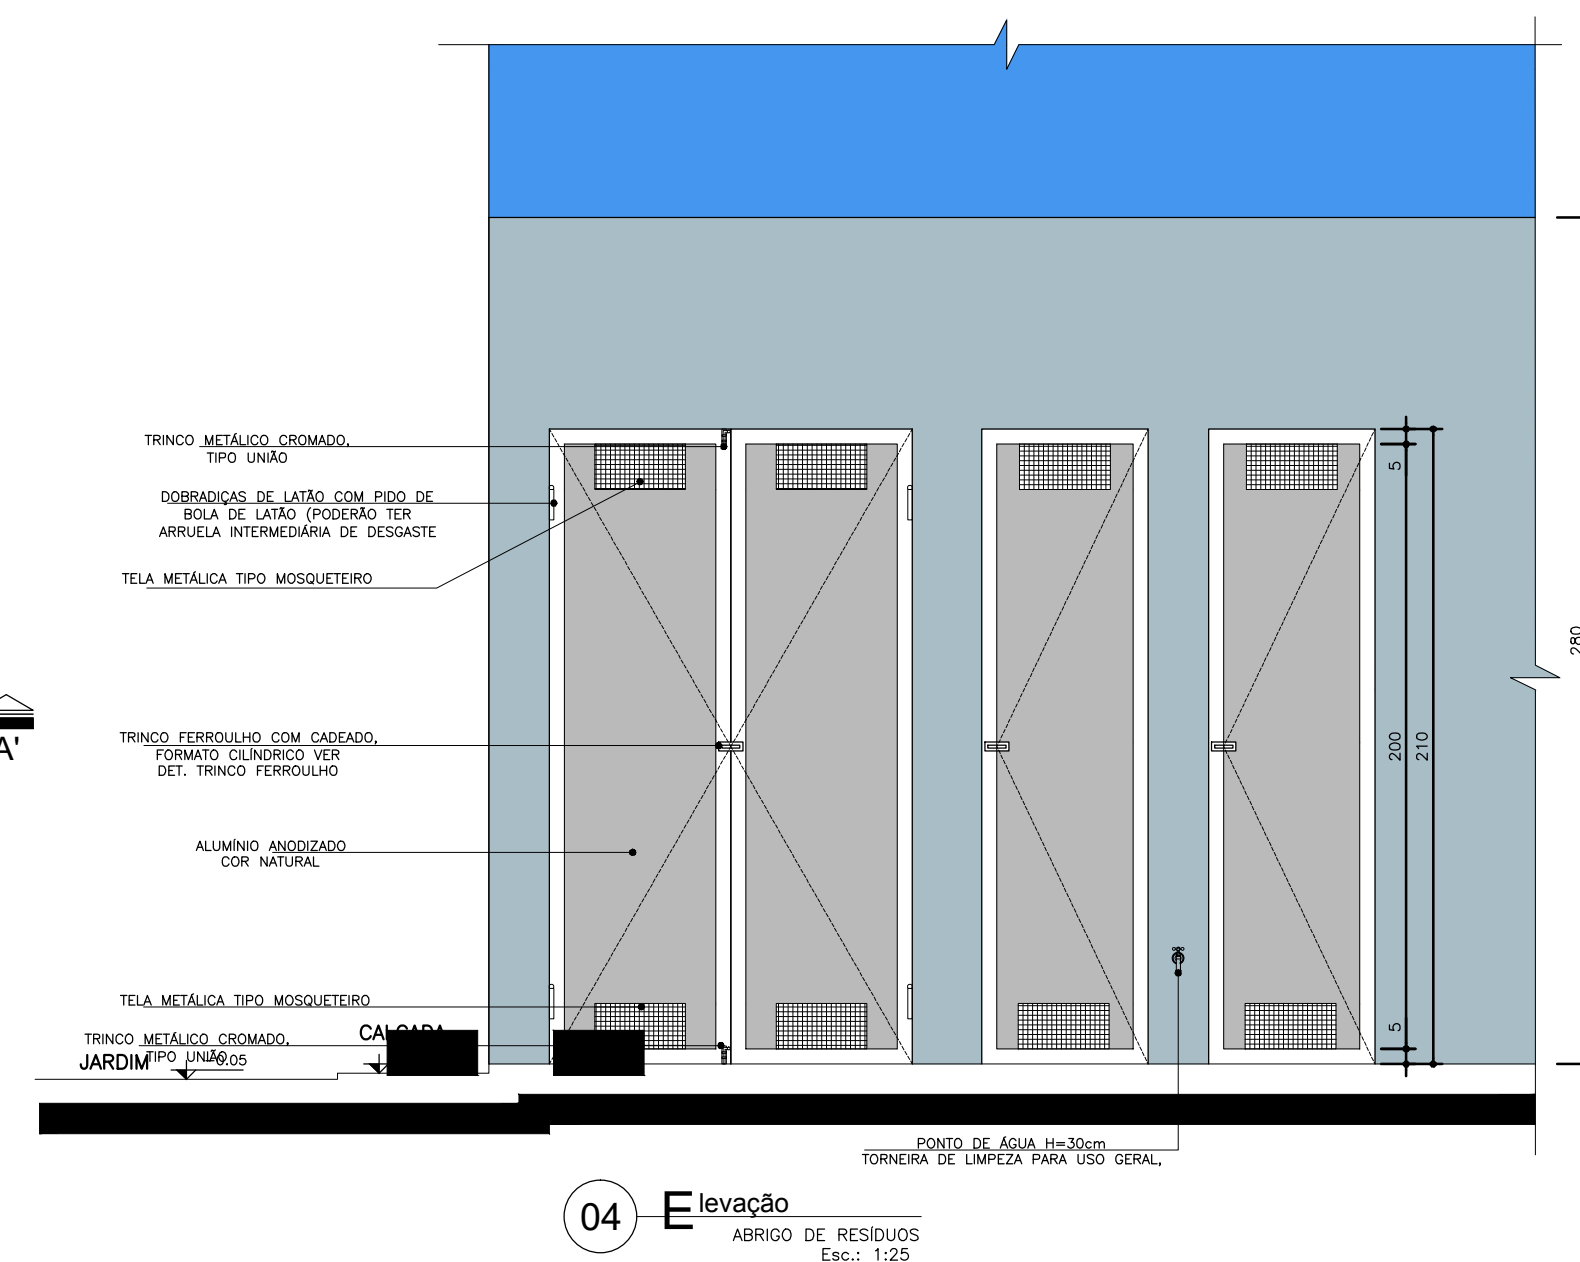 TRINCO METÁLICO CROMADO,
TIPO UNIÃO
DOBRADIÇAS DE LATÃO COM PIDO DE
BOLA DE LATÃO (PODERÃO TER
ARRUELA INTERMEDIÁRIA DE DESGASTE
TELA METÁLICA TIPO MOSQUETEIRO
5
280
A'
TRINCO FERROULHO COM CADEADO,
FORMATO CILÍNDRICO VER
DET. TRINCO FERROULHO
200
210
ALUMÍNIO ANODIZADO
COR NATURAL
TELA METÁLICA TIPO MOSQUETEIRO
5
TRINCO METÁLICO CROMADO,
TIPO UNIÃO
JARDIM
PONTO DE ÁGUA H=30cm
TORNEIRA DE LIMPEZA PARA USO GERAL,
04
Elevação
ABRIGO DE RESÍDUOS
Esc.: 1:25